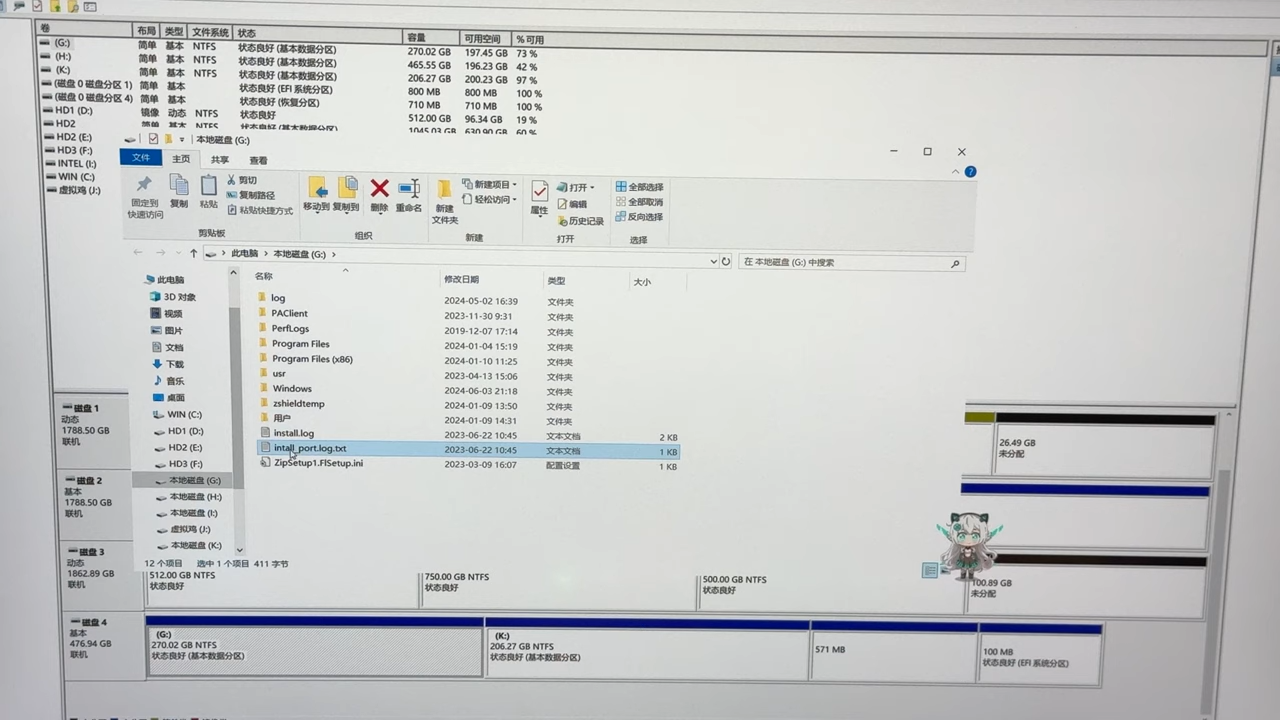 卷 布局 类型 文件系统 状态 容量 可用空间 % 可用
(G:) 简单 基本 NTFS 状态良好 (基本数据分区) 270.02 GB 197.45 GB 73 %
(H:) 简单 基本 NTFS 状态良好 (基本数据分区) 465.55 GB 196.23 GB 42 %
(K:) 简单 基本 NTFS 状态良好 (基本数据分区) 206.27 GB 200.23 GB 97 %
(磁盘 0 磁盘分区 1) 简单 基本 状态良好 (EFI 系统分区) 800 MB 800 MB 100 %
(磁盘 0 磁盘分区 4) 简单 基本 状态良好 (恢复分区) 710 MB 710 MB 100 %
HD1 (D:) 镜像 动态 NTFS 状态良好 512.00 GB 96.34 GB 19 %
HD2 简单 基本 NTFS 状态良好 (基本数据分区) 1045.03 GB 630.90 GB 60 %
HD2 (E:)
HD3 (F:)
INTEL (I:)
WIN (C:)
虚拟鸡 (J:)
本地磁盘 (G:)
文件 主页 共享 查看
固定到
快速访问
复制
粘贴
剪切
复制路径
粘贴快捷方式
剪贴板
移动到 复制到 删除 重命名
组织
新建
文件夹
新建项目
轻松访问
新建
属性
打开
编辑
历史记录
打开
全部选择
全部取消
反向选择
选择
此电脑 › 本地磁盘 (G:) ›
在 本地磁盘 (G:) 中搜索
此电脑
3D 对象
视频
图片
文档
下载
音乐
桌面
WIN (C:)
HD1 (D:)
HD2 (E:)
HD3 (F:)
本地磁盘 (G:)
本地磁盘 (H:)
本地磁盘 (I:)
虚拟鸡 (J:)
本地磁盘 (K:)
名称 修改日期 类型 大小
log 2024-05-02 16:39 文件夹
PAClient 2023-11-30 9:31 文件夹
PerfLogs 2019-12-07 17:14 文件夹
Program Files 2024-01-04 15:19 文件夹
Program Files (x86) 2024-01-10 11:25 文件夹
usr 2023-04-13 15:06 文件夹
Windows 2024-06-03 21:18 文件夹
zshieldtemp 2024-01-09 13:50 文件夹
用户 2024-01-09 14:31 文件夹
install.log 2023-06-22 10:45 文本文档 2 KB
intall_port.log.txt 2023-06-22 10:45 文本文档 1 KB
ZipSetup1.FlSetup.ini 2023-03-09 16:07 配置设置 1 KB
12 个项目 选中 1 个项目 411 字节
磁盘 1
动态
1788.50 GB
联机
26.49 GB
未分配
磁盘 2
基本
1788.50 GB
联机
磁盘 3
动态
1862.89 GB
联机
512.00 GB NTFS
状态良好
750.00 GB NTFS
状态良好
500.00 GB NTFS
状态良好
100.89 GB
未分配
磁盘 4
基本
476.94 GB
联机
(G:)
270.02 GB NTFS
状态良好 (基本数据分区)
(K:)
206.27 GB NTFS
状态良好 (基本数据分区)
571 MB
100 MB
状态良好 (EFI 系统分区)